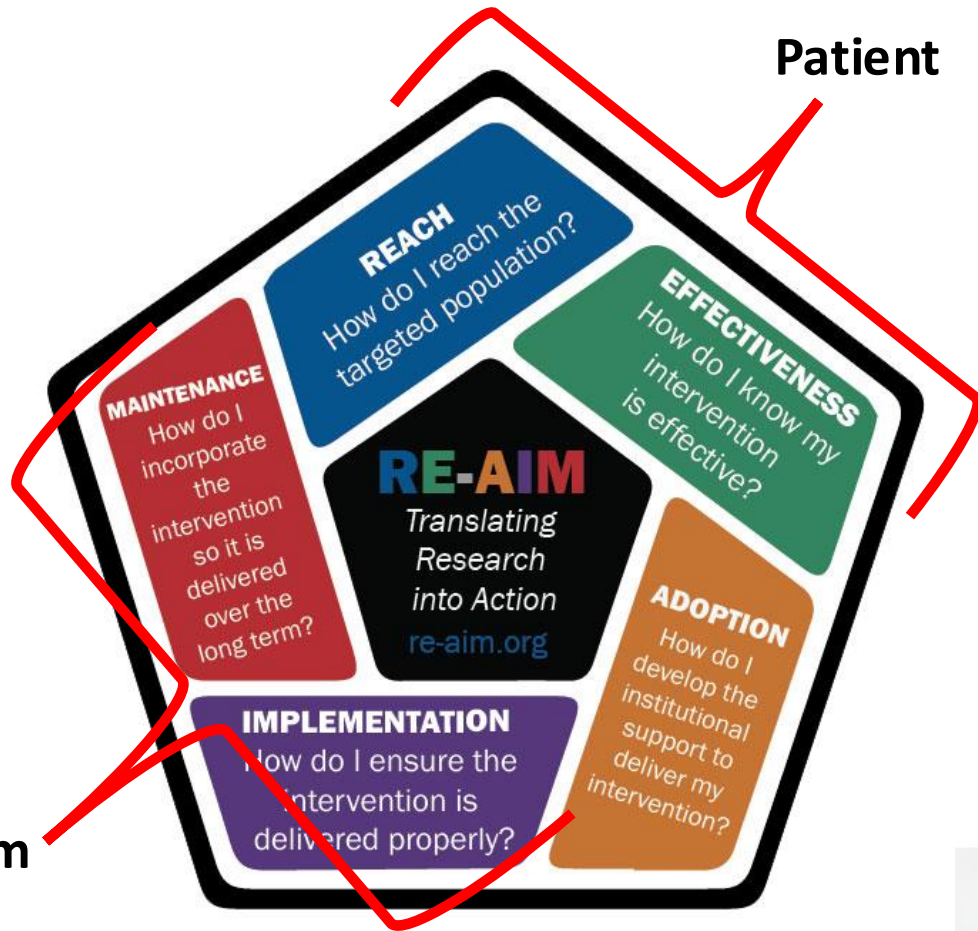 Patient
REACH
How do I reach the
targeted population?
EFFECTIVENESS
How do I know my
intervention
is effective?
MAINTENANCE
How do I
incorporate
the
intervention
so it is
delivered
over the
long term?
RE-AIM
Translating
Research
into Action
re-aim.org
ADOPTION
How do I
develop the
institutional
support to
deliver my
intervention?
IMPLEMENTATION
How do I ensure the
intervention is
delivered properly?
m